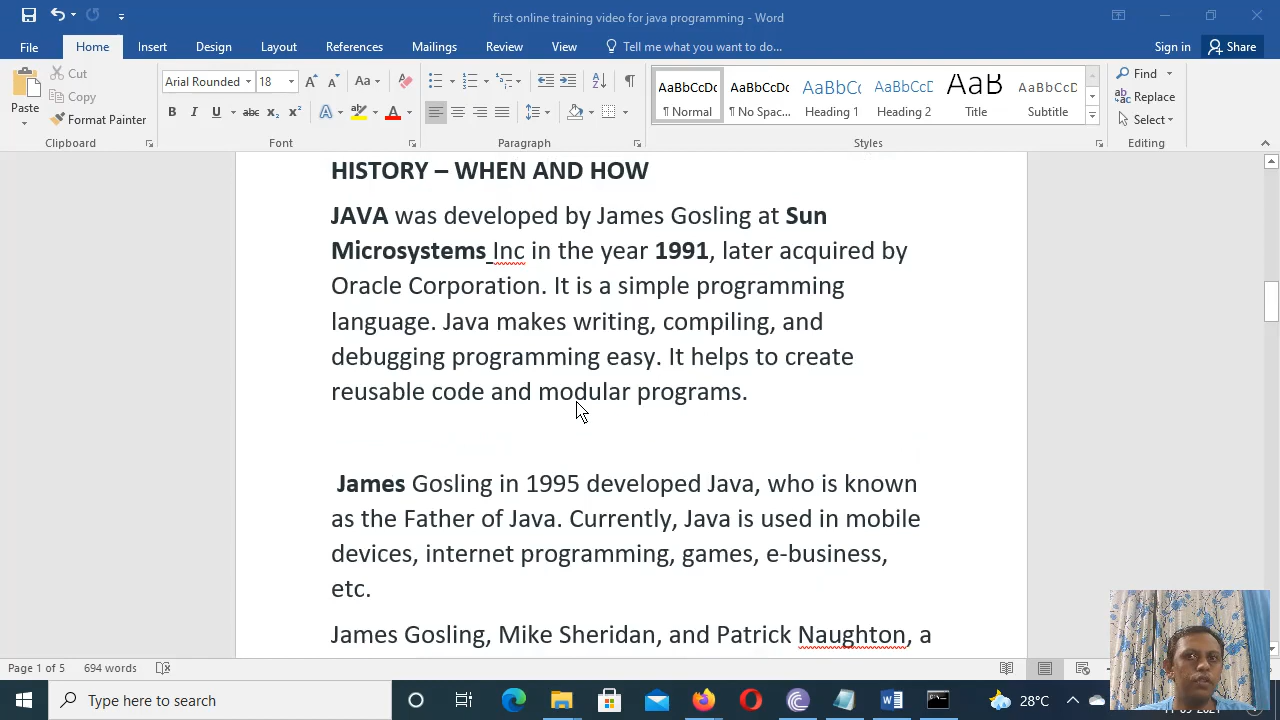 first online training video for java programming - Word
File Home Insert Design Layout References Mailings Review View Tell me what you want to do... Sign in Share
Paste Cut Copy Format Painter
Arial Rounded 18
AaBbCcDc AaBbCcDc AaBbC AaBbCcD AaB AaBbCcD
¶ Normal ¶ No Spac... Heading 1 Heading 2 Title Subtitle
Find Replace Select
Clipboard Font Paragraph Styles Editing
HISTORY – WHEN AND HOW
JAVA was developed by James Gosling at Sun
Microsystems Inc in the year 1991, later acquired by
Oracle Corporation. It is a simple programming
language. Java makes writing, compiling, and
debugging programming easy. It helps to create
reusable code and modular programs.
James Gosling in 1995 developed Java, who is known
as the Father of Java. Currently, Java is used in mobile
devices, internet programming, games, e-business,
etc.
James Gosling, Mike Sheridan, and Patrick Naughton, a
Page 1 of 5 694 words
Type here to search
28°C